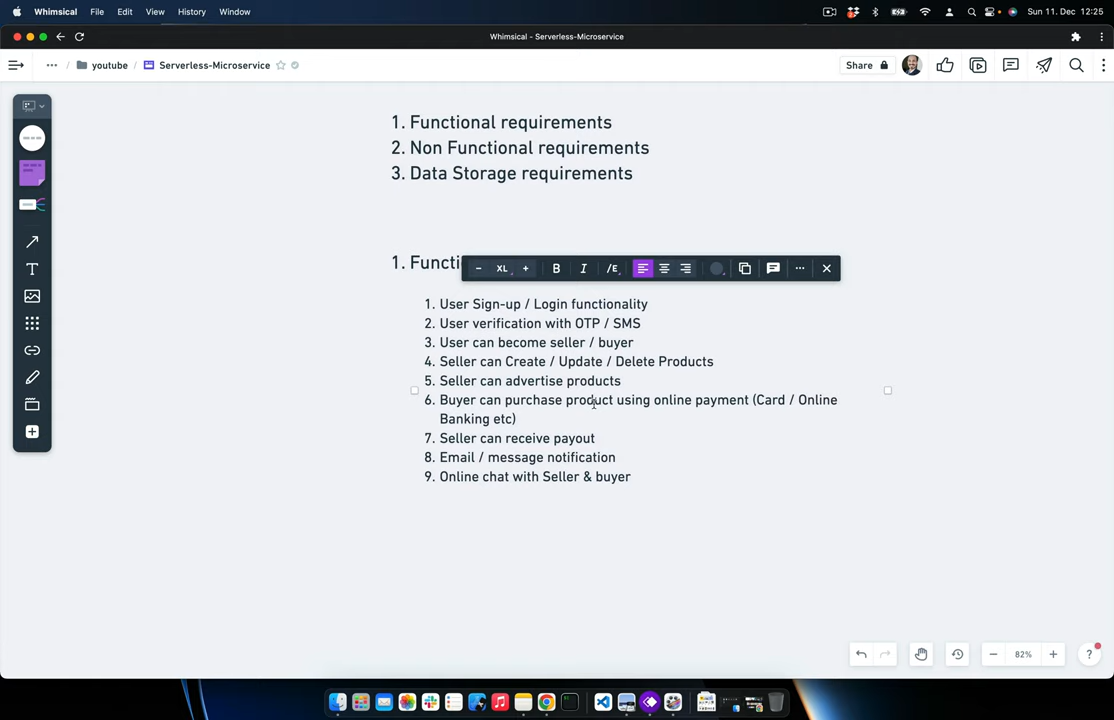 Whimsical File Edit View History Window Sun 11. Dec 12:25
Whimsical - Serverless-Microservice
... / youtube / Serverless-Microservice Share
1. Functional requirements
2. Non Functional requirements
3. Data Storage requirements
1. Functi
− XL + B I /E ...
1. User Sign-up / Login functionality
2. User verification with OTP / SMS
3. User can become seller / buyer
4. Seller can Create / Update / Delete Products
5. Seller can advertise products
6. Buyer can purchase product using online payment (Card / Online
Banking etc)
7. Seller can receive payout
8. Email / message notification
9. Online chat with Seller & buyer
− 82% + ?